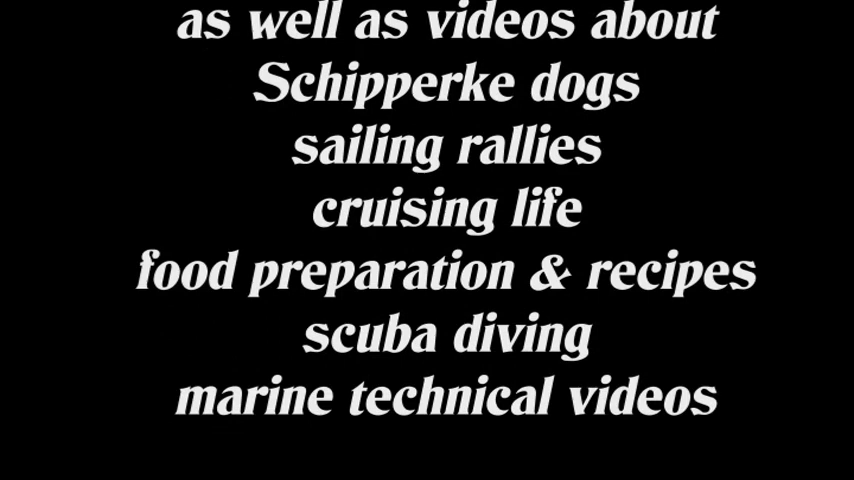 as well as videos about
Schipperke dogs
sailing rallies
cruising life
food preparation & recipes
scuba diving
marine technical videos